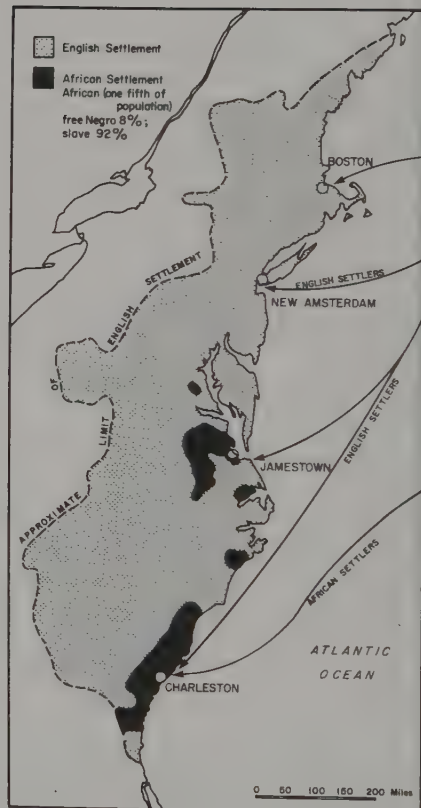 English Settlement
African Settlement
African (one fifth of
population)
free Negro 8%;
slave 92%
BOSTON
ENGLISH SETTLERS
NEW AMSTERDAM
APPROXIMATE LIMIT OF ENGLISH SETTLEMENT
JAMESTOWN
ENGLISH SETTLERS
AFRICAN SETTLERS
ATLANTIC
OCEAN
CHARLESTON
0 50 100 150 200 Miles